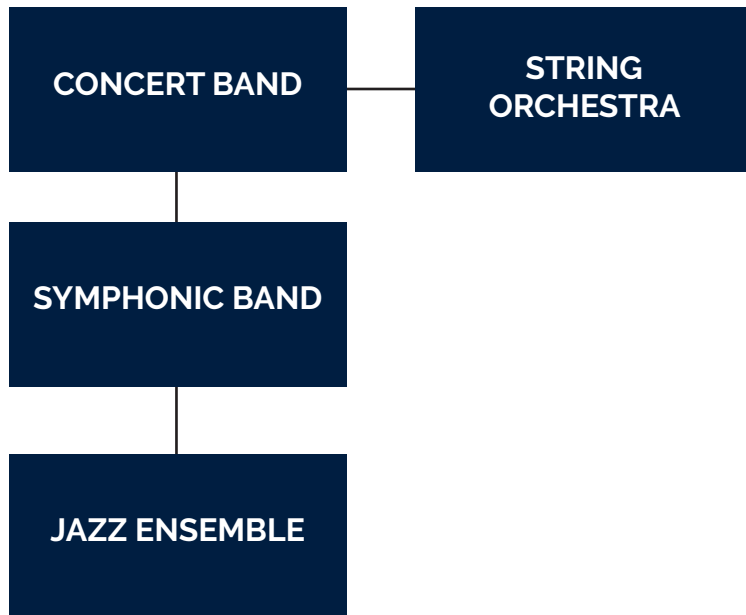 CONCERT BAND
STRING
ORCHESTRA
SYMPHONIC BAND
JAZZ ENSEMBLE